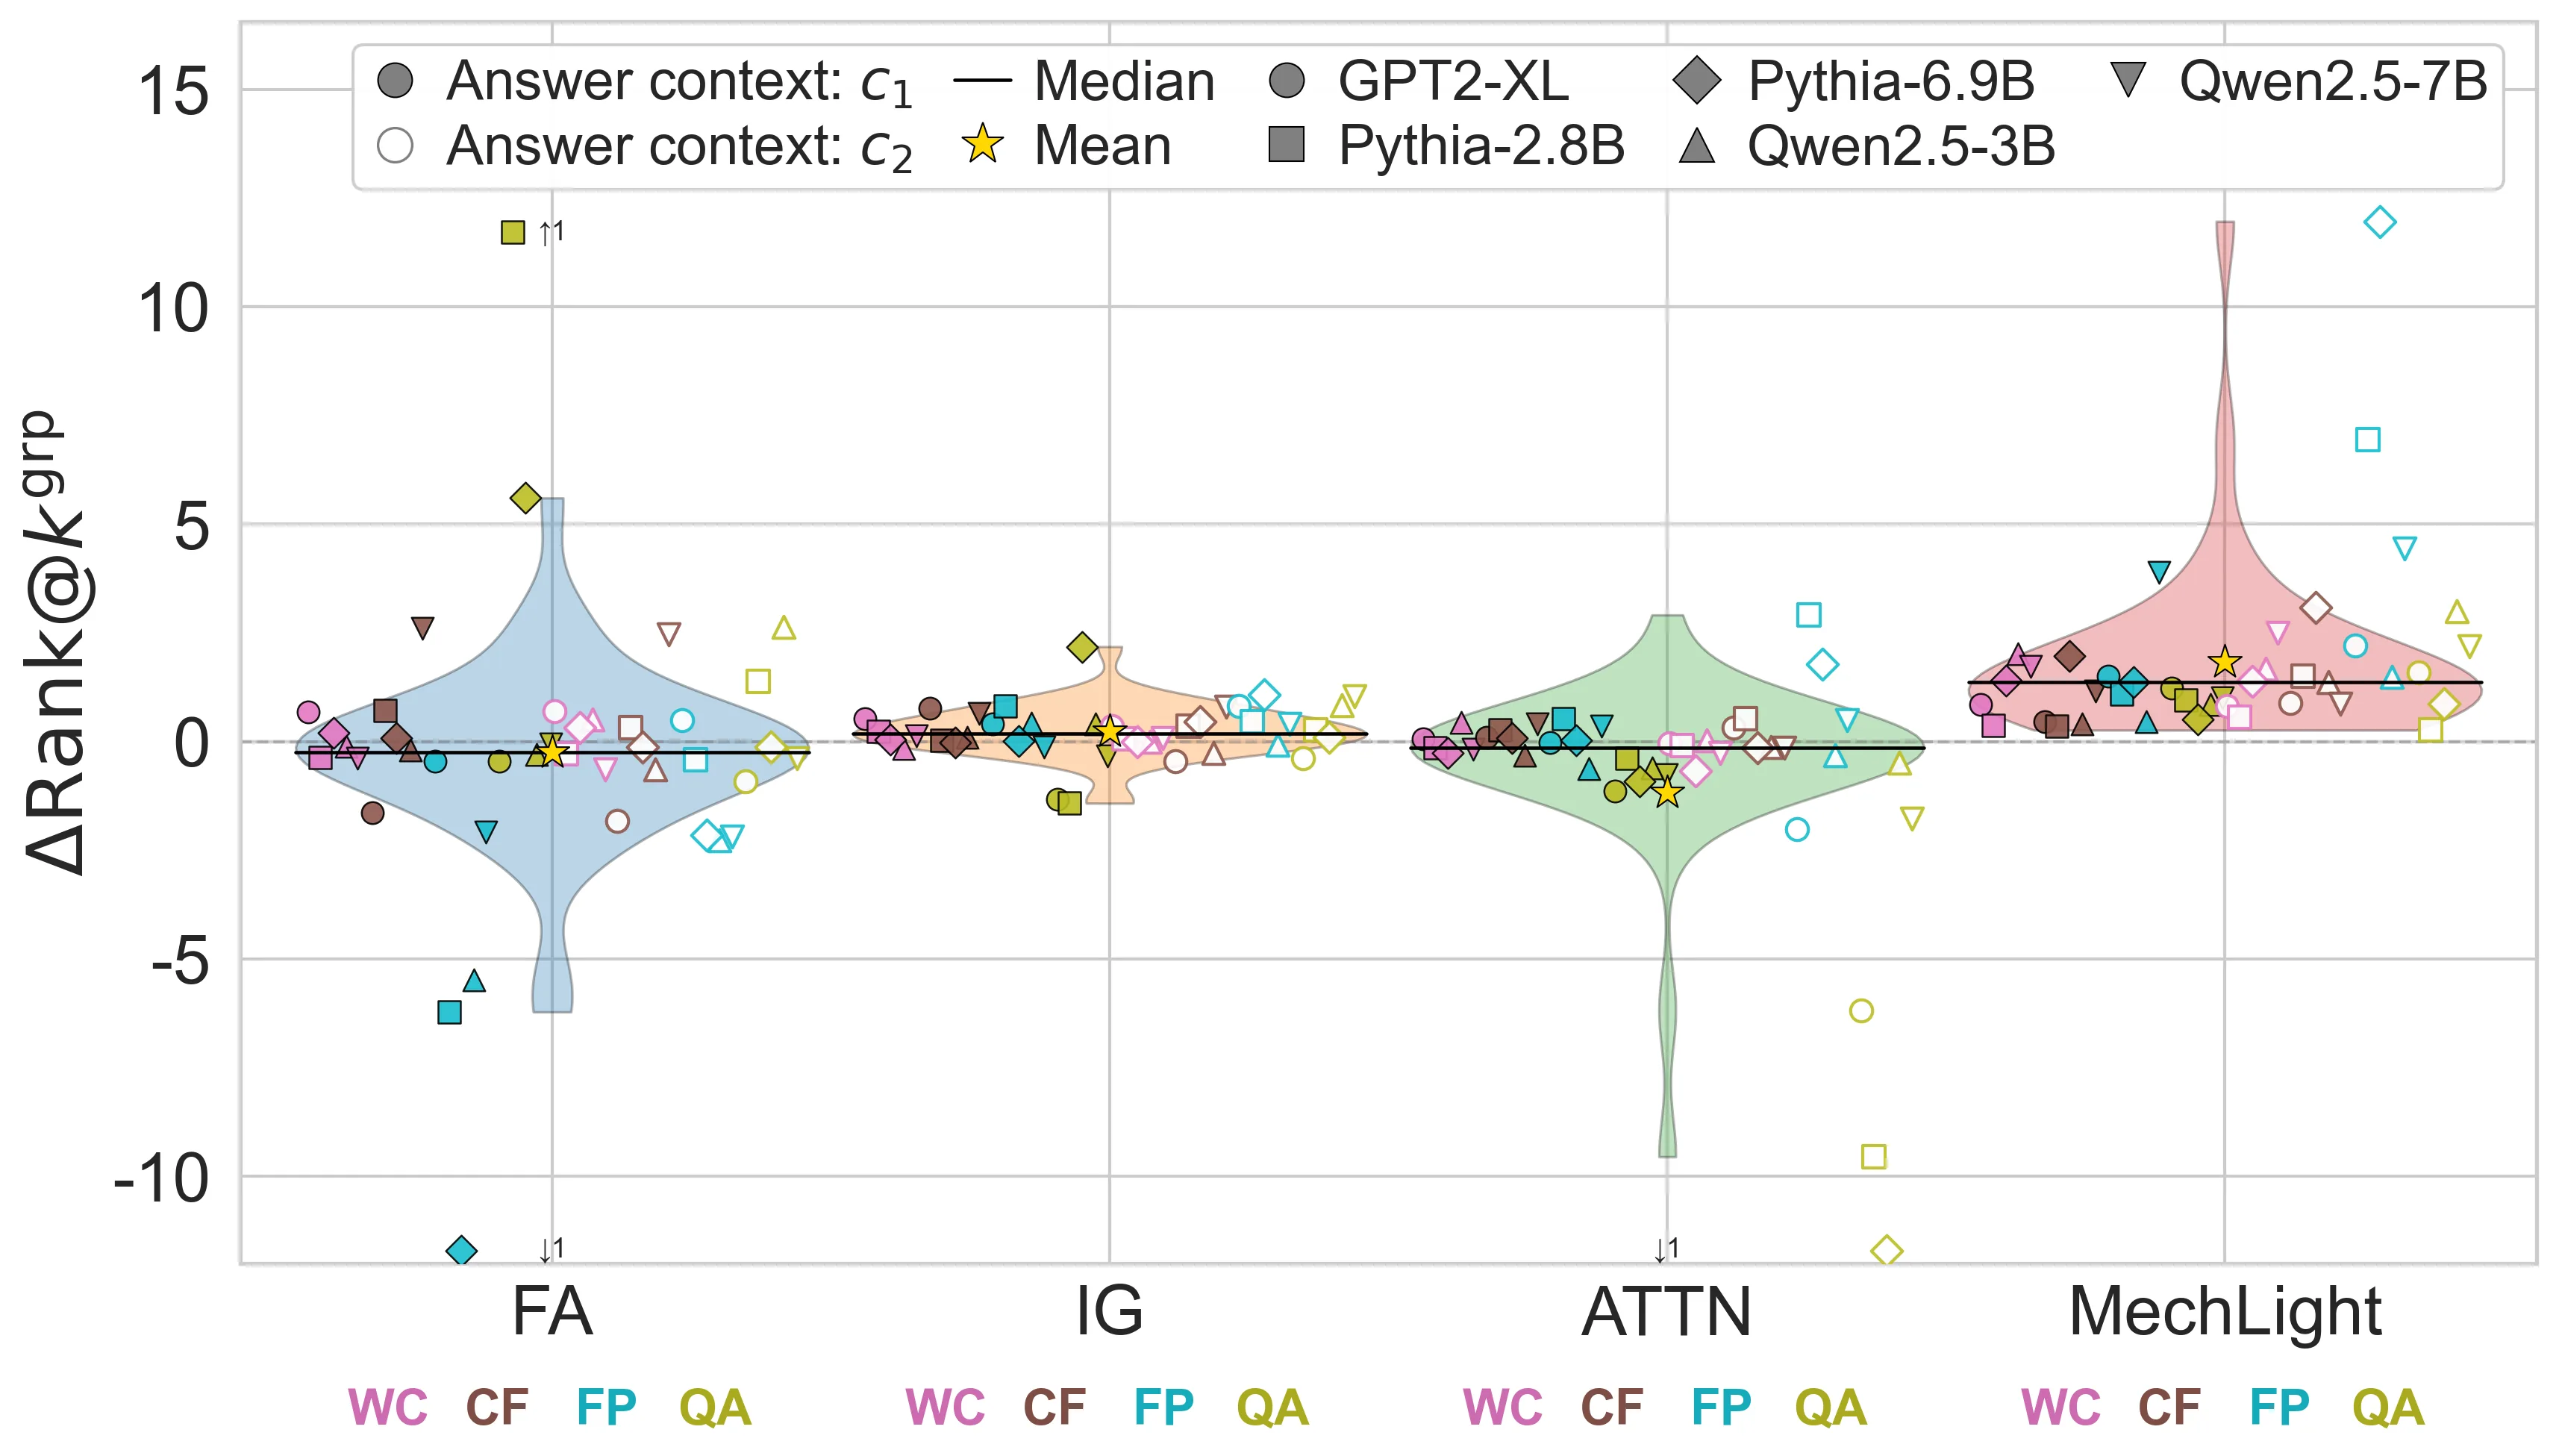 ΔRank@k^grp
15
10
5
0
-5
-10
Answer context: c₁
Answer context: c₂
Median
Mean
GPT2-XL
Pythia-2.8B
Pythia-6.9B
Qwen2.5-3B
Qwen2.5-7B
↑1
↓1
↓1
FA IG ATTN MechLight
WC CF FP QA WC CF FP QA WC CF FP QA WC CF FP QA